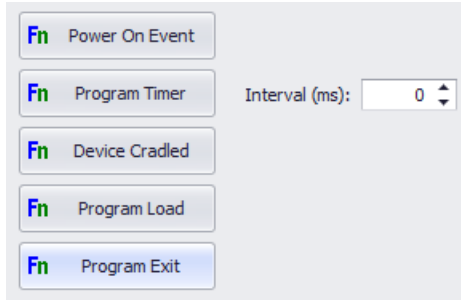 Fn Power On Event
Fn Program Timer Interval (ms): 0
Fn Device Cradled
Fn Program Load
Fn Program Exit